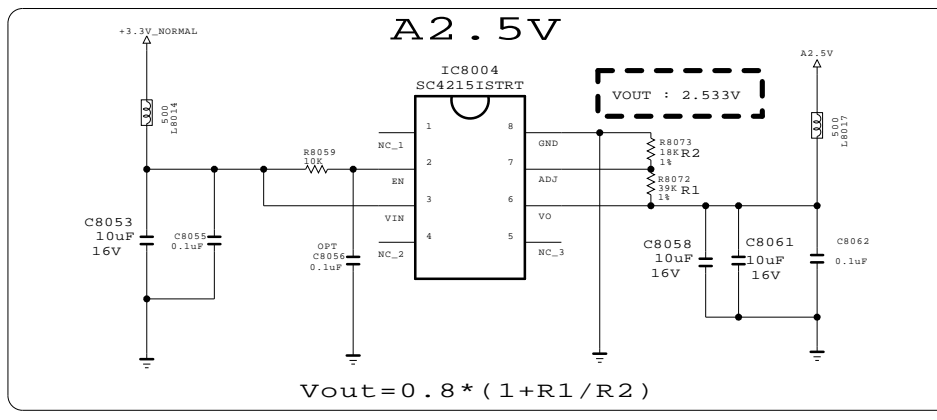 A2.5V
+3.3V_NORMAL
A2.5V
IC8004
SC4215ISTRT
VOUT : 2.533V
500
L8014
500
L8017
1
8
NC_1
GND
R8073
18K R2
1%
R8059
10K
2
7
EN
ADJ
R8072
39K R1
1%
3
6
VIN
VO
C8053
10uF
16V
C8055
0.1uF
OPT
C8056
0.1uF
4
5
NC_2
NC_3
C8058
10uF
16V
C8061
10uF
16V
C8062
0.1uF
Vout=0.8*(1+R1/R2)